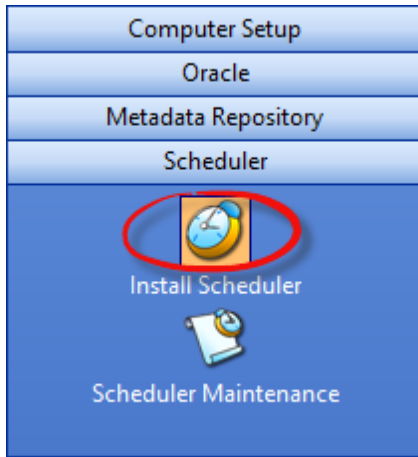 Computer Setup
Oracle
Metadata Repository
Scheduler
Install Scheduler
Scheduler Maintenance